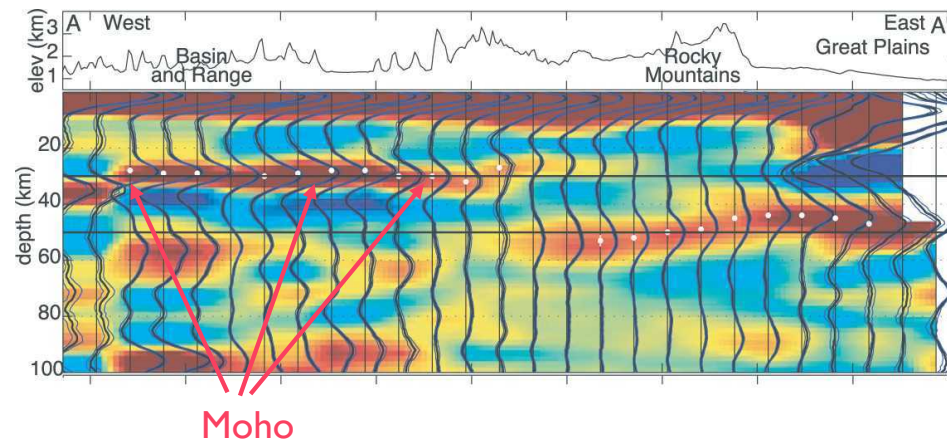 A West East A
Great Plains
elev (km)
3
2
1
Basin
and Range
Rocky
Mountains
depth (km)
20
40
60
80
100
Moho